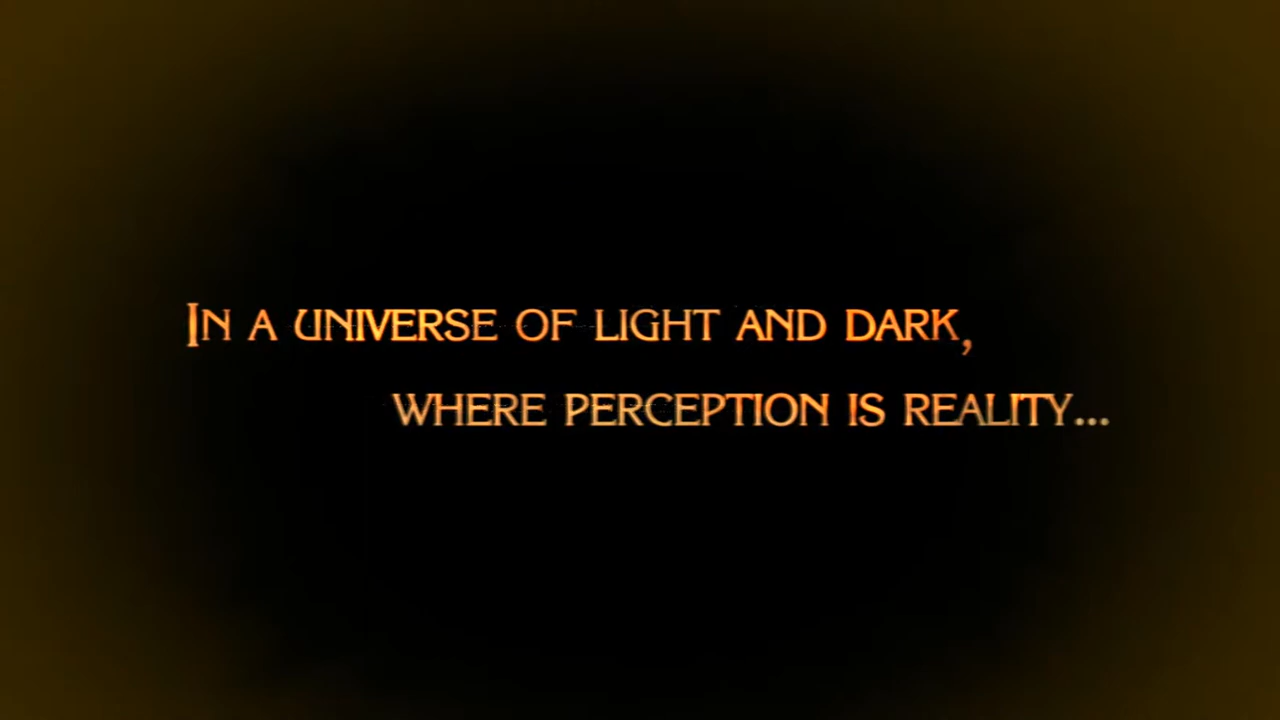 In a universe of light and dark,
where perception is reality...